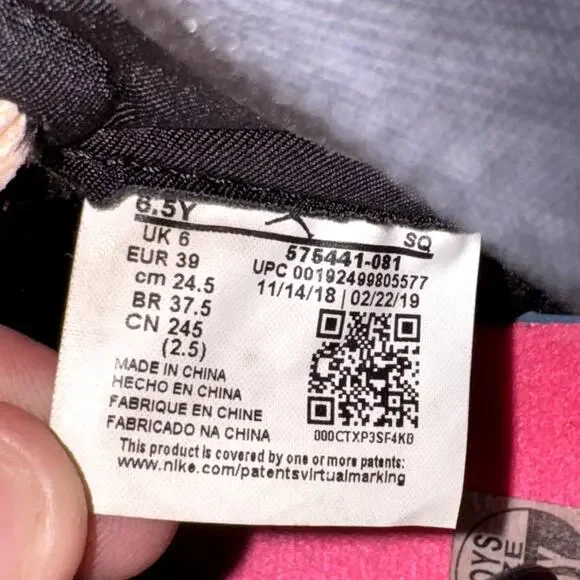 6.5Y
UK 6
EUR 39
cm 24.5
BR 37.5
CN 245
(2.5)
SQ
575441-081
UPC 00192499805577
11/14/18 | 02/22/19
000CTXP3SF4KB
MADE IN CHINA
HECHO EN CHINA
FABRIQUE EN CHINE
FABRICADO NA CHINA
This product is covered by one or more patents:
www.nike.com/patentsvirtualmarking